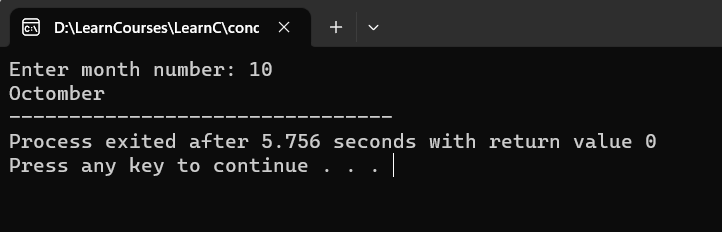 D:\LearnCourses\LearnC\conc
Enter month number: 10
Octomber
--------------------------------
Process exited after 5.756 seconds with return value 0
Press any key to continue . . .